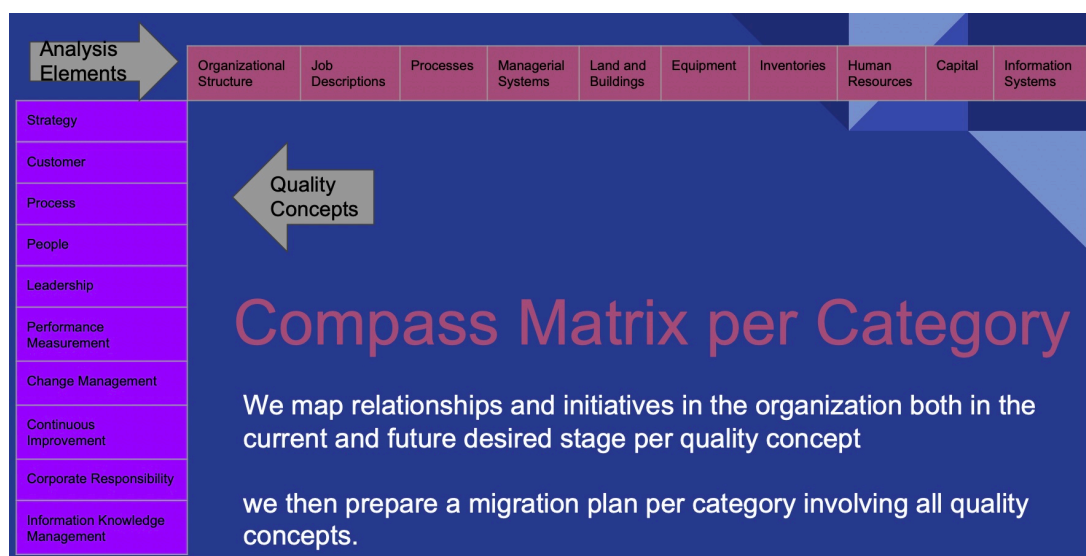 Analysis
Elements
Organizational
Structure
Job
Descriptions
Processes
Managerial
Systems
Land and
Buildings
Equipment
Inventories
Human
Resources
Capital
Information
Systems
Strategy
Customer
Process
People
Leadership
Performance
Measurement
Change Management
Continuous
Improvement
Corporate Responsibility
Information Knowledge
Management
Quality
Concepts
Compass Matrix per Category
We map relationships and initiatives in the organization both in the
current and future desired stage per quality concept
we then prepare a migration plan per category involving all quality
concepts.